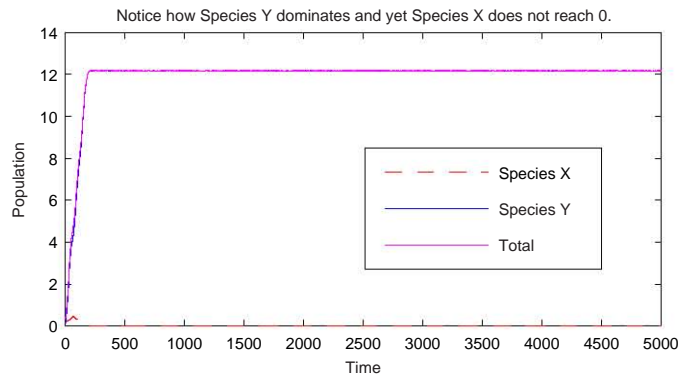 Notice how Species Y dominates and yet Species X does not reach 0.
14
12
10
8
6
4
2
0
Population
Species X
Species Y
Total
0 500 1000 1500 2000 2500 3000 3500 4000 4500 5000
Time